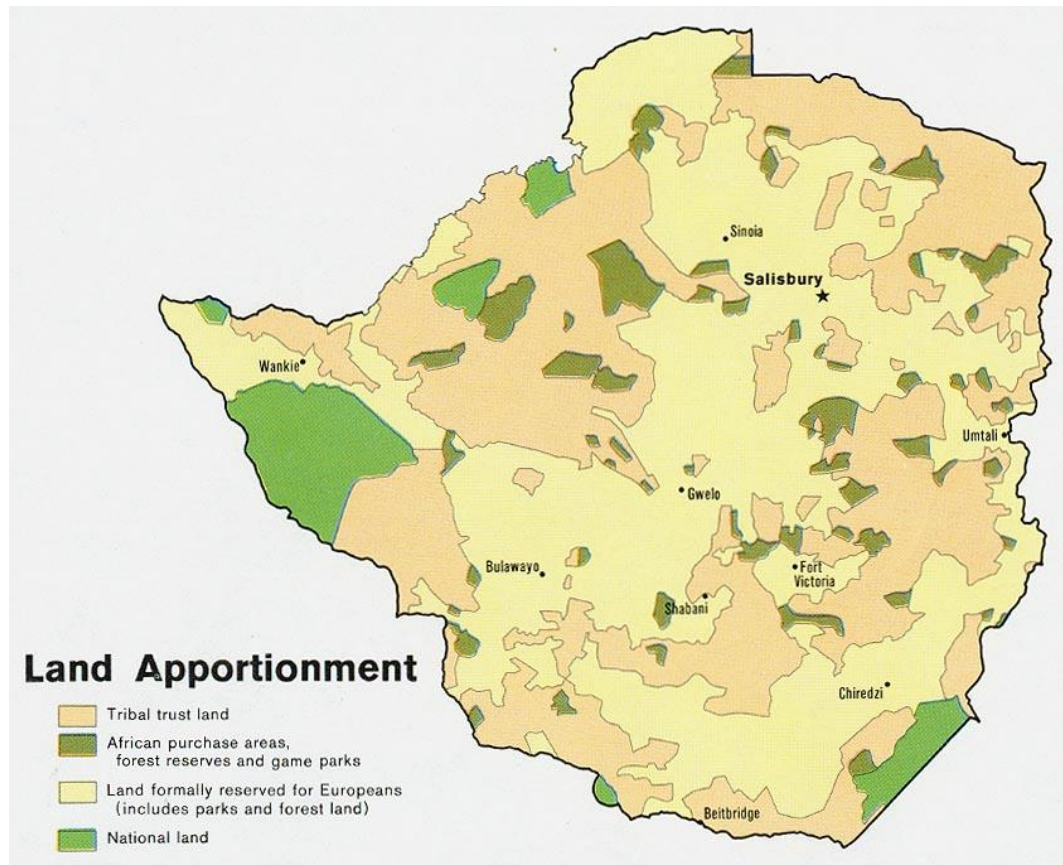 Sinoia
Salisbury
Wankie
Umtali
Gwelo
Bulawayo
Fort
Victoria
Shabani
Chiredzi
Beitbridge
Land Apportionment
Tribal trust land
African purchase areas,
forest reserves and game parks
Land formally reserved for Europeans
(includes parks and forest land)
National land